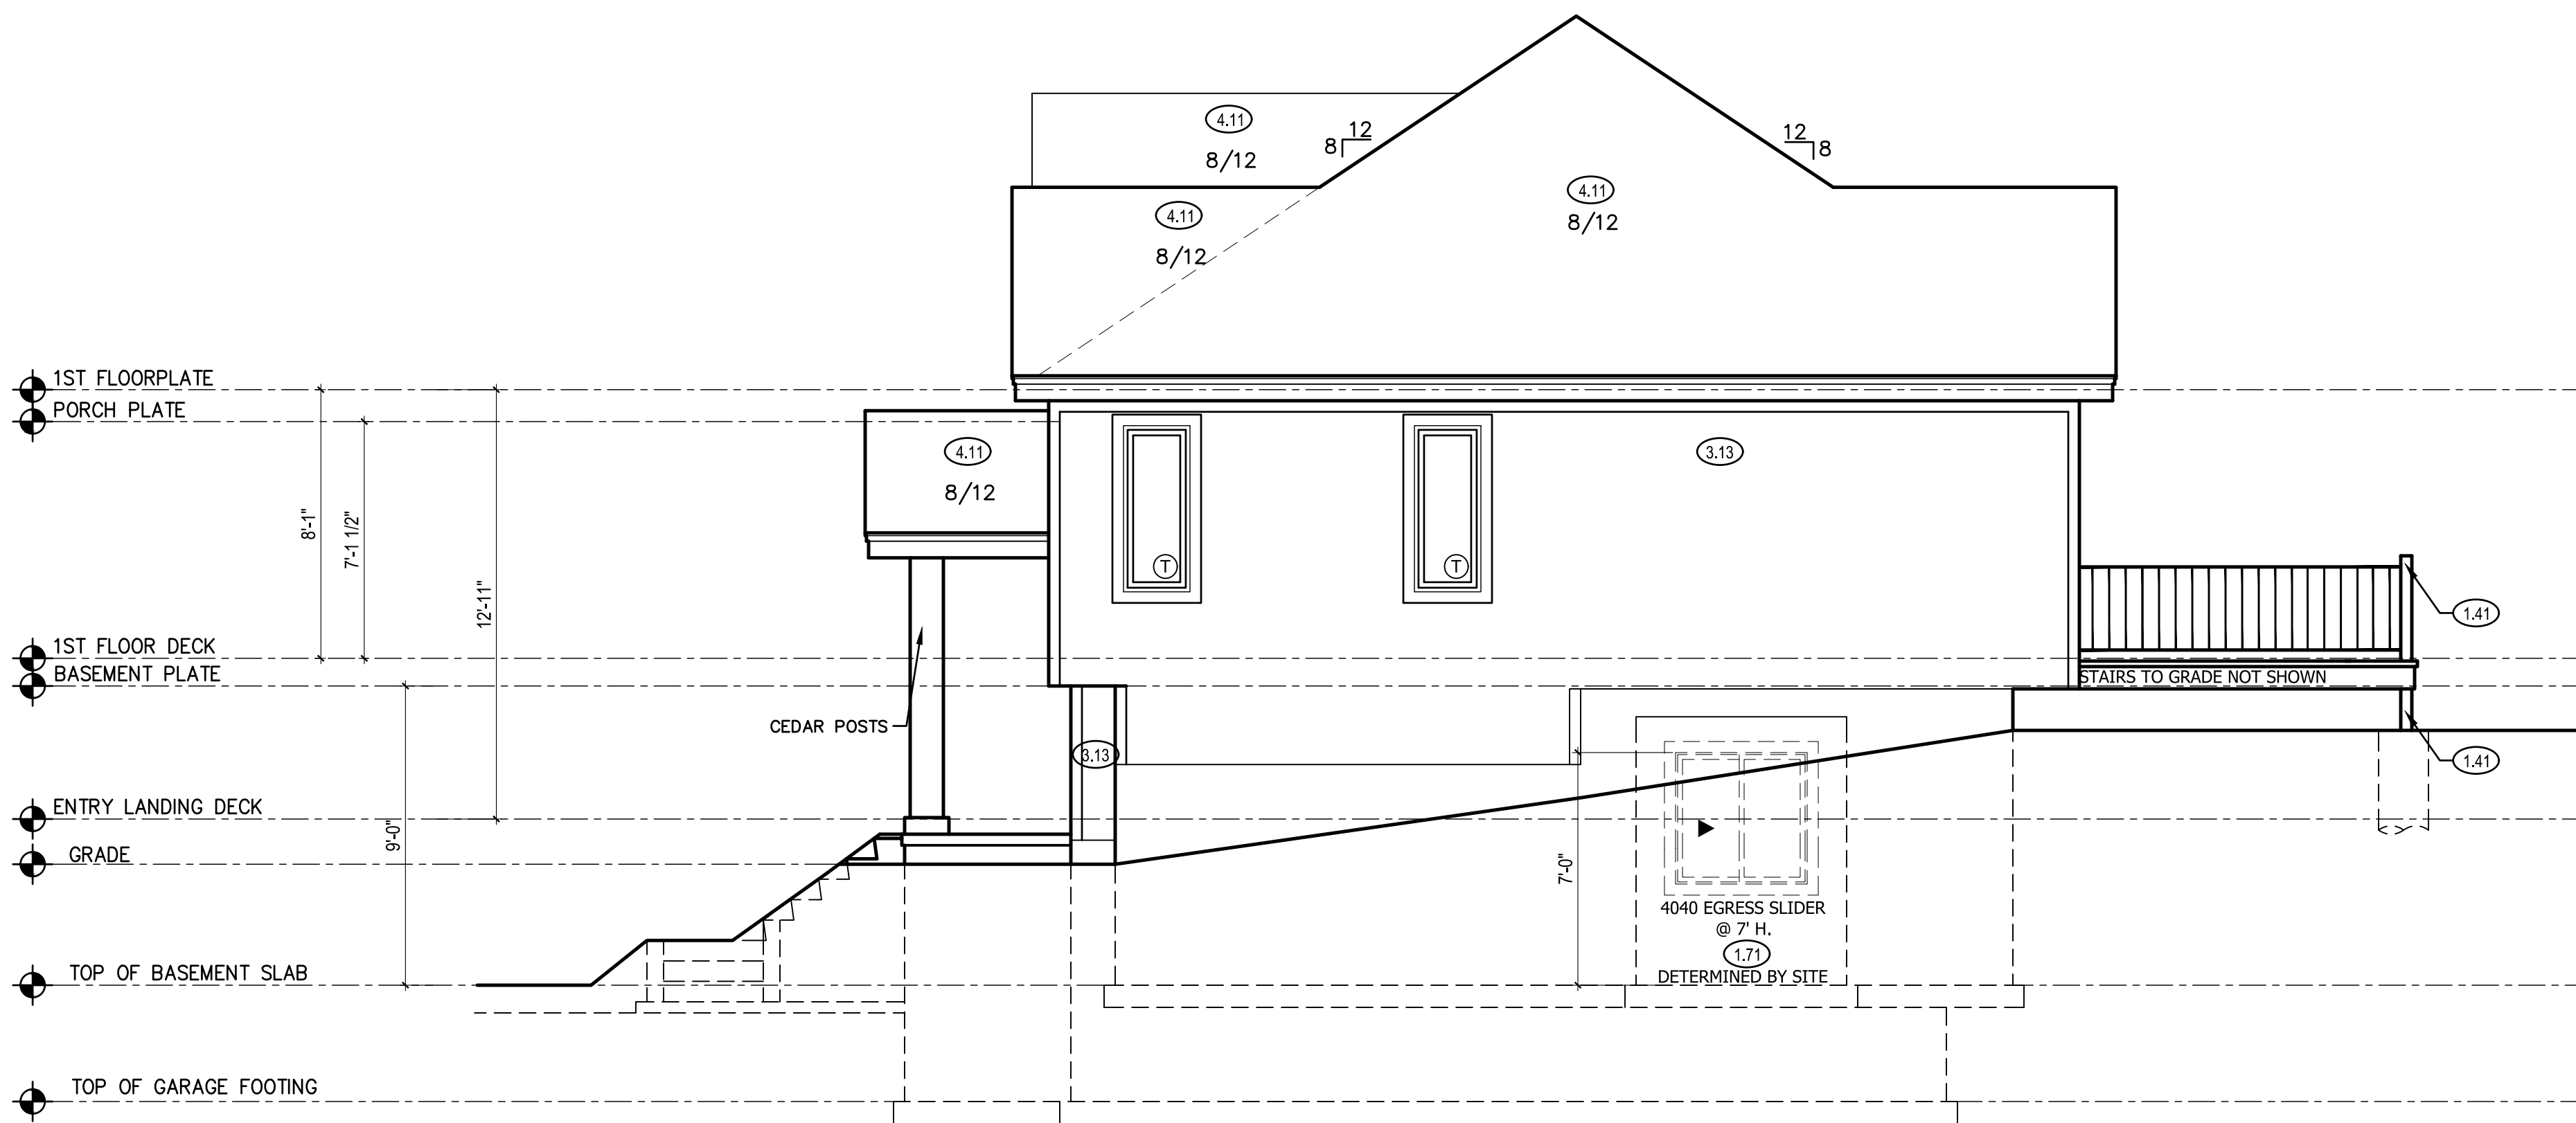 4.11
8/12
8
12
12
8
4.11
8/12
4.11
8/12
1ST FLOORPLATE
PORCH PLATE
4.11
8/12
3.13
8'-1"
7'-1 1/2"
12'-11"
T
T
1.41
1ST FLOOR DECK
BASEMENT PLATE
STAIRS TO GRADE NOT SHOWN
CEDAR POSTS
3.13
1.41
ENTRY LANDING DECK
9'-0"
GRADE
7'-0"
4040 EGRESS SLIDER
@ 7' H.
1.71
DETERMINED BY SITE
TOP OF BASEMENT SLAB
TOP OF GARAGE FOOTING